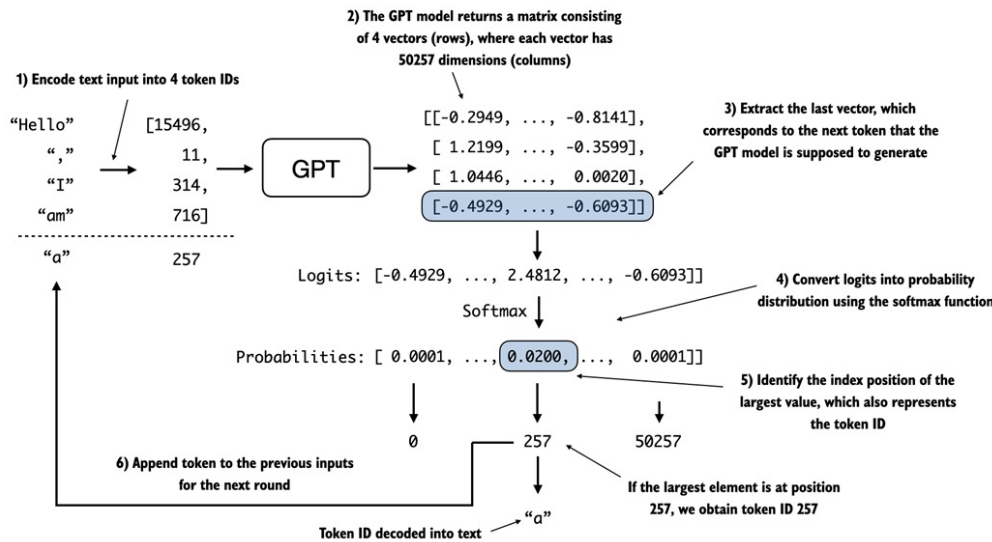 2) The GPT model returns a matrix consisting
of 4 vectors (rows), where each vector has
50257 dimensions (columns)
1) Encode text input into 4 token IDs
“Hello” [15496,
“,” 11,
“I” 314,
“am” 716]
“a” 257
GPT
[[-0.2949, ..., -0.8141],
[ 1.2199, ..., -0.3599],
[ 1.0446, ..., 0.0020],
[-0.4929, ..., -0.6093]]
3) Extract the last vector, which
corresponds to the next token that the
GPT model is supposed to generate
Logits: [-0.4929, ..., 2.4812, ..., -0.6093]]
4) Convert logits into probability
distribution using the softmax function
Softmax
Probabilities: [ 0.0001, ..., 0.0200, ..., 0.0001]]
5) Identify the index position of the
largest value, which also represents
the token ID
0 257 50257
6) Append token to the previous inputs
for the next round
If the largest element is at position
257, we obtain token ID 257
“a”
Token ID decoded into text